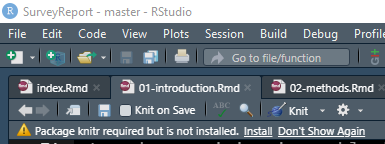 SurveyReport - master - RStudio
File Edit Code View Plots Session Build Debug Profile
Go to file/function
index.Rmd 01-introduction.Rmd 02-methods.Rmd
Knit on Save ABC Knit
Package knitr required but is not installed. Install Don't Show Again